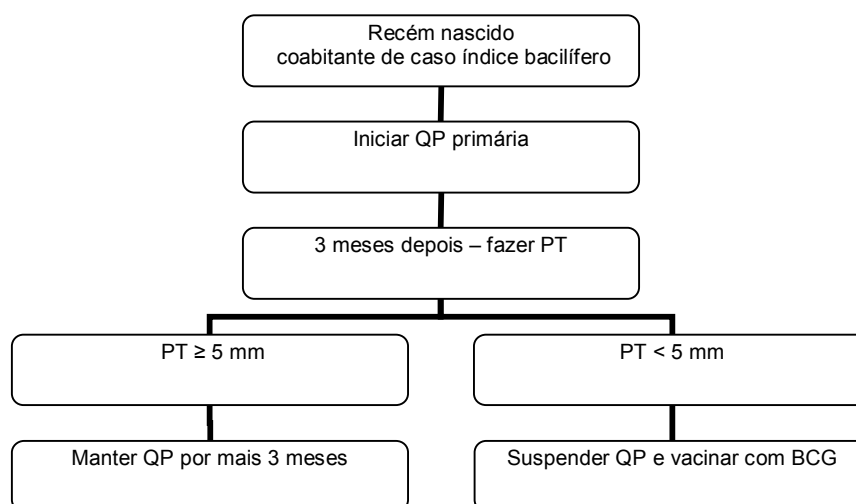 Recém nascido
coabitante de caso índice bacilífero
Iniciar QP primária
3 meses depois – fazer PT
PT ≥ 5 mm
PT < 5 mm
Manter QP por mais 3 meses
Suspender QP e vacinar com BCG